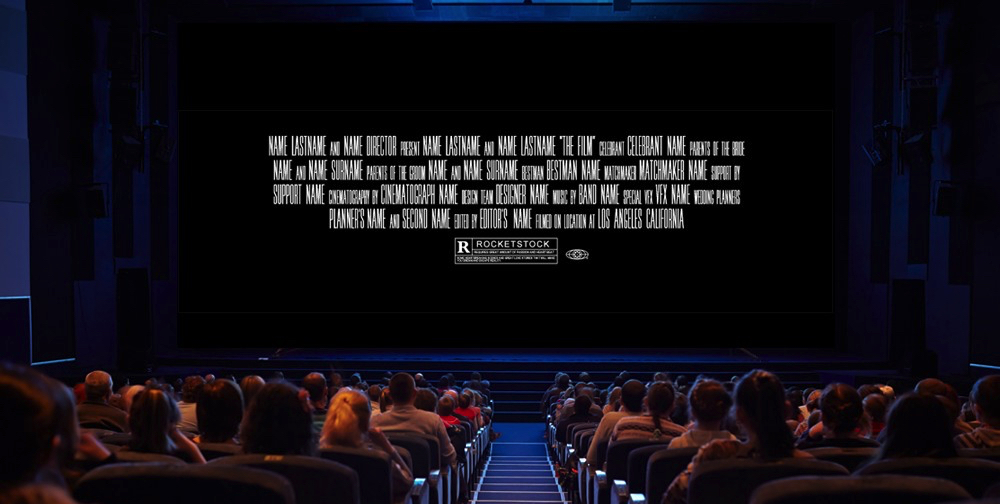 NAME LASTNAME AND NAME DIRECTOR PRESENT NAME LASTNAME AND NAME LASTNAME "THE FILM" CELEBRANT CELEBRANT NAME PARENTS OF THE BRIDE
NAME AND NAME SURNAME PARENTS OF THE GROOM NAME AND NAME SURNAME BESTMAN BESTMAN NAME MATCHMAKER MATCHMAKER NAME SUPPORT BY
SUPPORT NAME CINEMATOGRAPHY BY CINEMATOGRAPH NAME DESIGN TEAM DESIGNER NAME MUSIC BY BAND NAME SPECIAL VFX VFX NAME WEDDING PLANNERS
PLANNER'S NAME AND SECOND NAME EDITED BY EDITOR'S NAME FILMED ON LOCATION AT LOS ANGELES CALIFORNIA
R ROCKETSTOCK